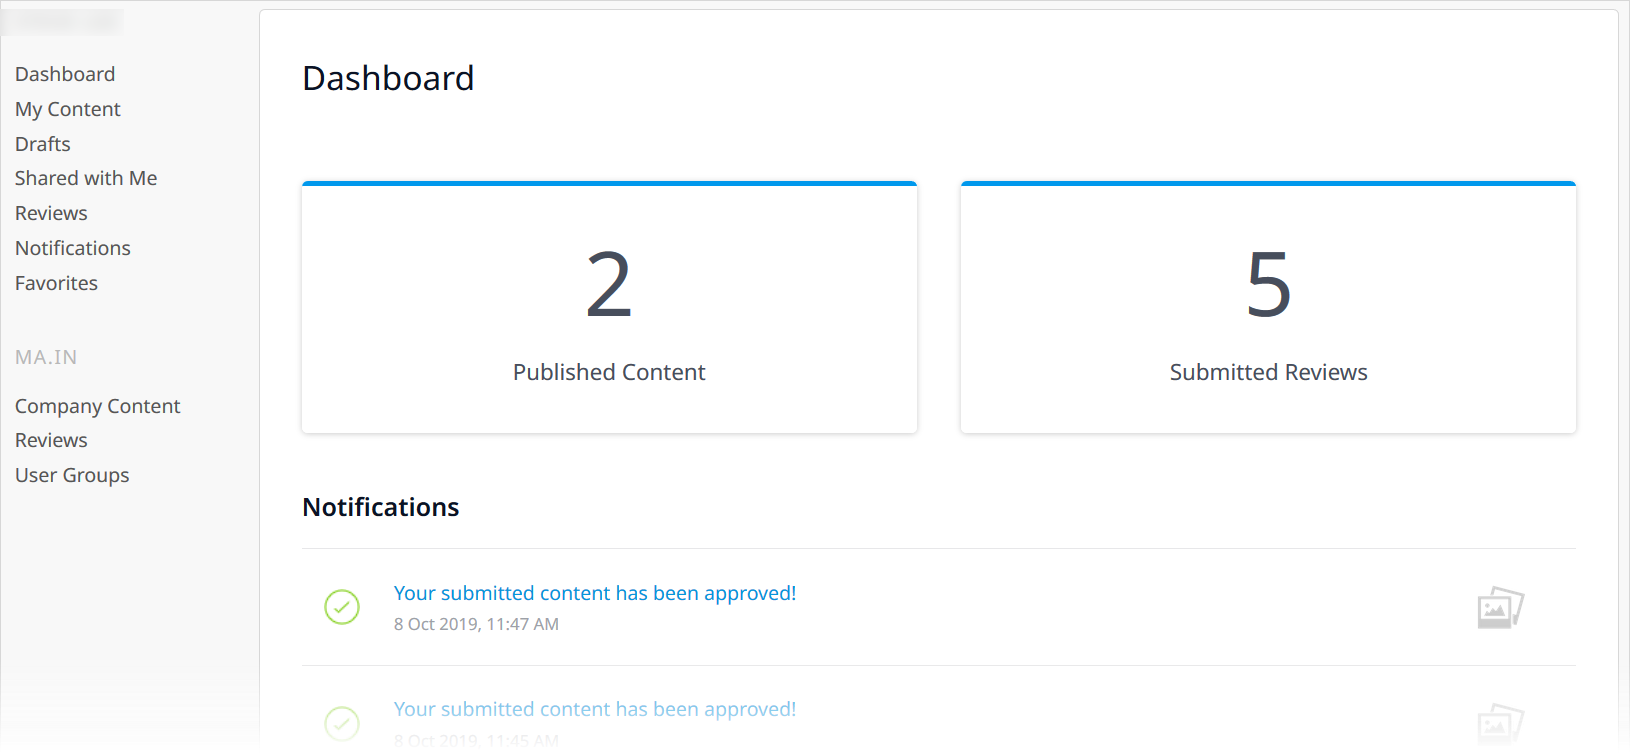 Dashboard
My Content
Drafts
Shared with Me
Reviews
Notifications
Favorites
MA.IN
Company Content
Reviews
User Groups
Dashboard
2
Published Content
5
Submitted Reviews
Notifications
Your submitted content has been approved!
8 Oct 2019, 11:47 AM
Your submitted content has been approved!
8 Oct 2019, 11:45 AM